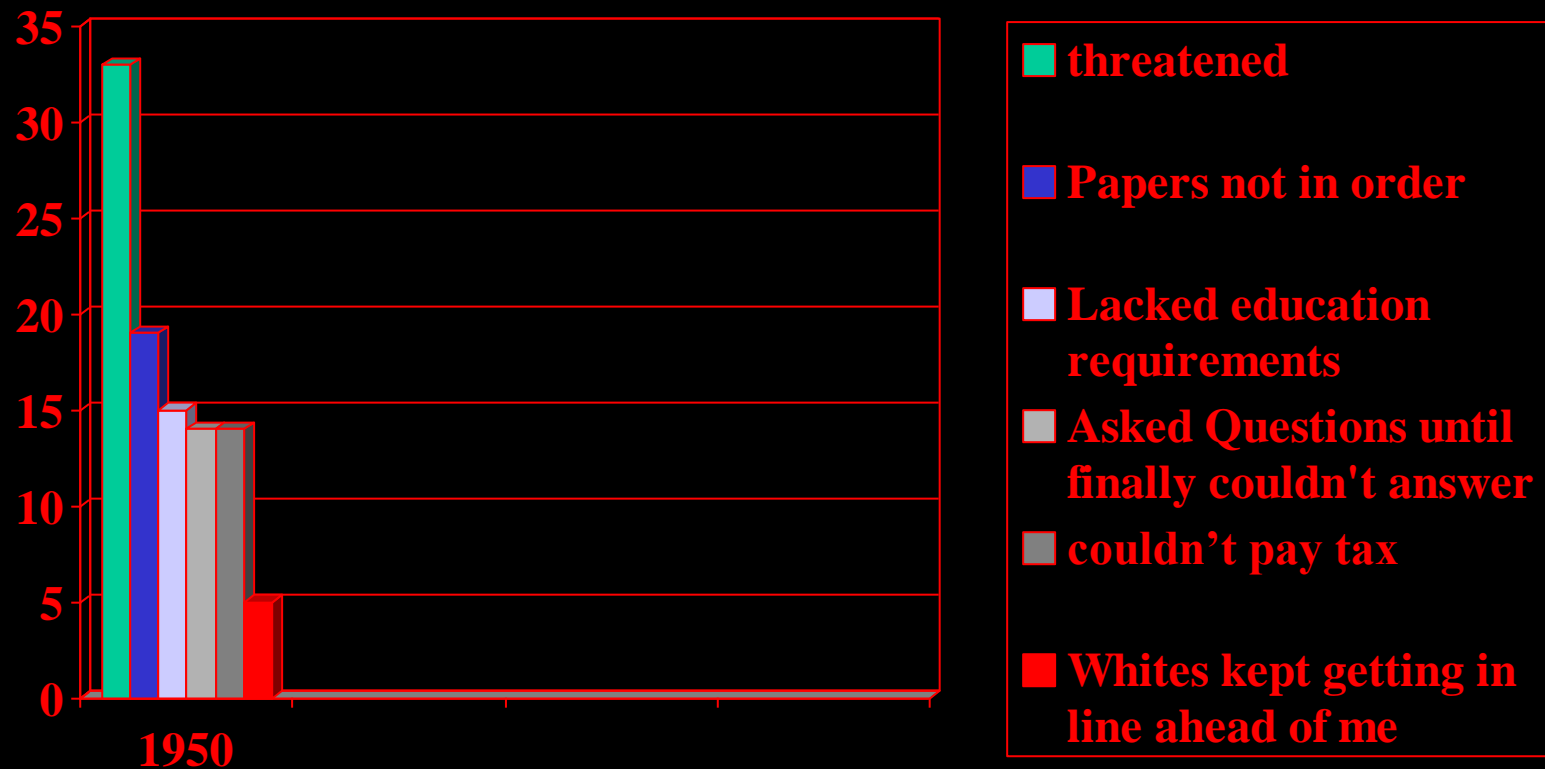 35
30
25
20
15
10
5
0
1950
threatened
Papers not in order
Lacked education
requirements
Asked Questions until
finally couldn't answer
couldn’t pay tax
Whites kept getting in
line ahead of me